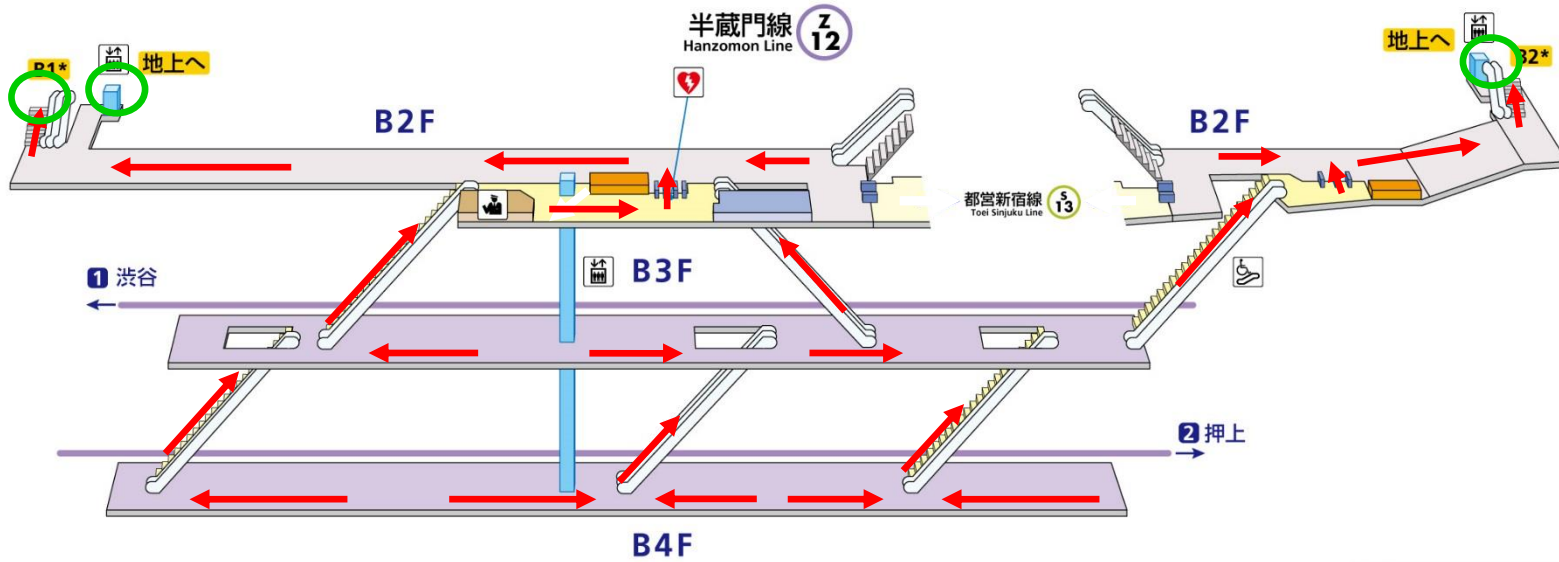 半蔵門線 Z 12
Hanzomon Line
B1*
地上へ
地上へ
B2*
B2F
B2F
都営新宿線 S 13
Toei Sinjuku Line
1 渋谷
B3F
2 押上
B4F